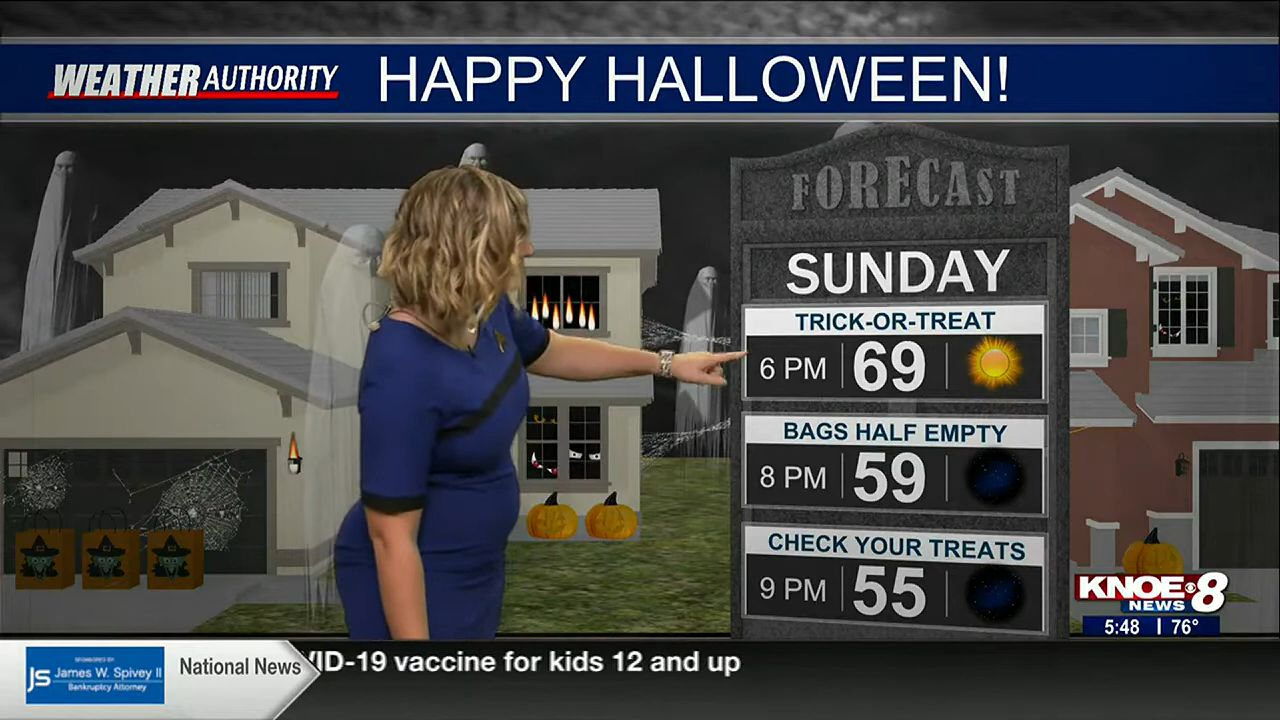 WEATHER AUTHORITY
HAPPY HALLOWEEN!
FORECAST
SUNDAY
TRICK-OR-TREAT
6 PM 69
BAGS HALF EMPTY
8 PM 59
CHECK YOUR TREATS
9 PM 55
KNOE 8
NEWS
5:48 | 76°
SPONSORED BY:
JS James W. Spivey II
Bankruptcy Attorney
National News
VID-19 vaccine for kids 12 and up